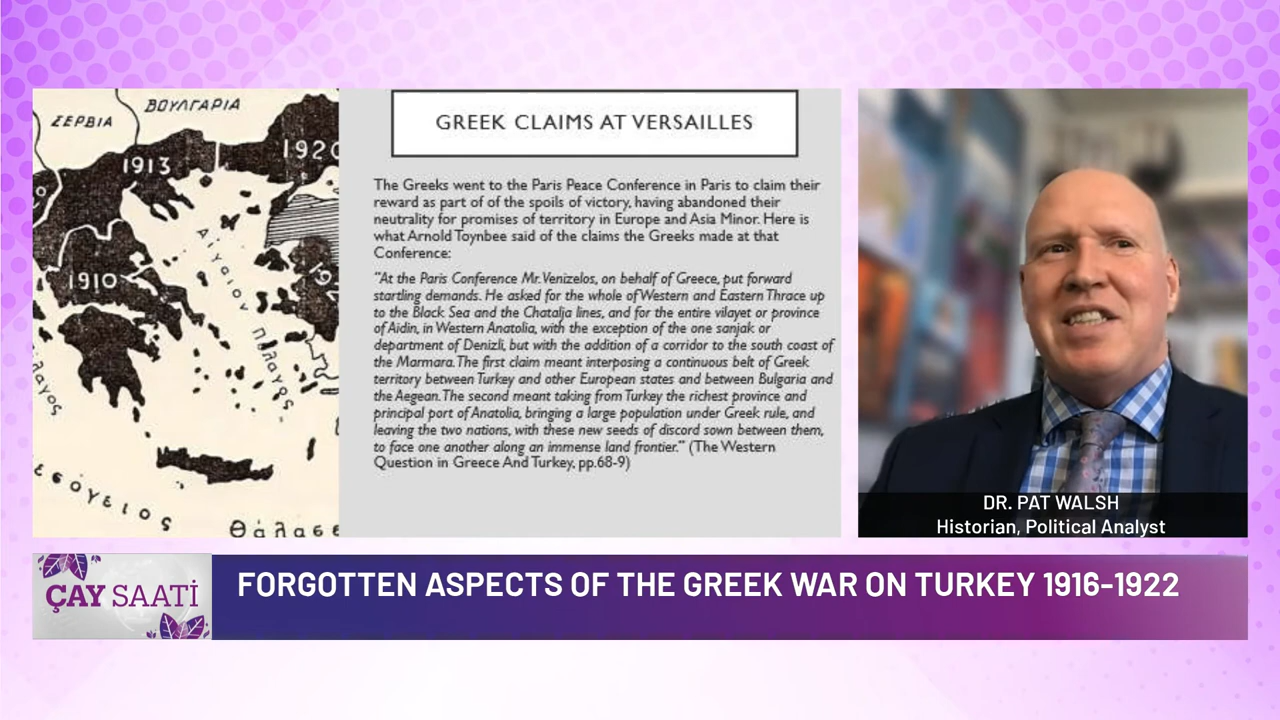 ΣΕΡΒΙΑ
ΒΟΥΛΓΑΡΙΑ
1913
1920
1910
Αἰγαῖον Πέλαγος
λαγος
εσόγειος
Θάλασσ
GREEK CLAIMS AT VERSAILLES
The Greeks went to the Paris Peace Conference in Paris to claim their
reward as part of of the spoils of victory, having abandoned their
neutrality for promises of territory in Europe and Asia Minor. Here is
what Arnold Toynbee said of the claims the Greeks made at that
Conference:
"At the Paris Conference Mr. Venizelos, on behalf of Greece, put forward
startling demands. He asked for the whole of Western and Eastern Thrace up
to the Black Sea and the Chatalja lines, and for the entire vilayet or province
of Aidin, in Western Anatolia, with the exception of the one sanjak or
department of Denizli, but with the addition of a corridor to the south coast of
the Marmara. The first claim meant interposing a continuous belt of Greek
territory between Turkey and other European states and between Bulgaria and
the Aegean. The second meant taking from Turkey the richest province and
principal port of Anatolia, bringing a large population under Greek rule, and
leaving the two nations, with these new seeds of discord sown between them,
to face one another along an immense land frontier." (The Western
Question in Greece And Turkey, pp.68-9)
DR. PAT WALSH
Historian, Political Analyst
ÇAY SAATİ
FORGOTTEN ASPECTS OF THE GREEK WAR ON TURKEY 1916-1922